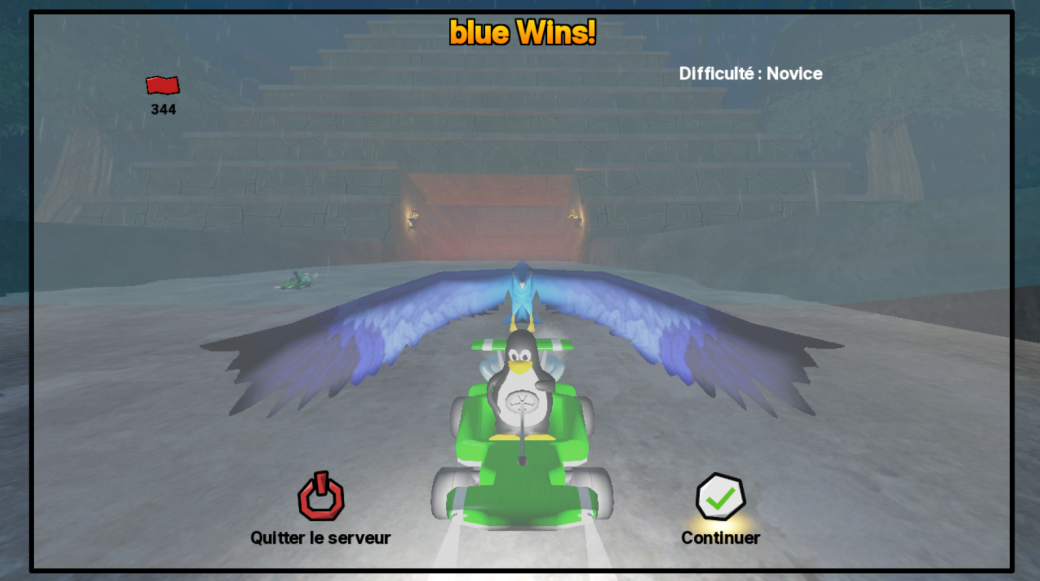 blue Wins!
Difficulté : Novice
344
Quitter le serveur
Continuer